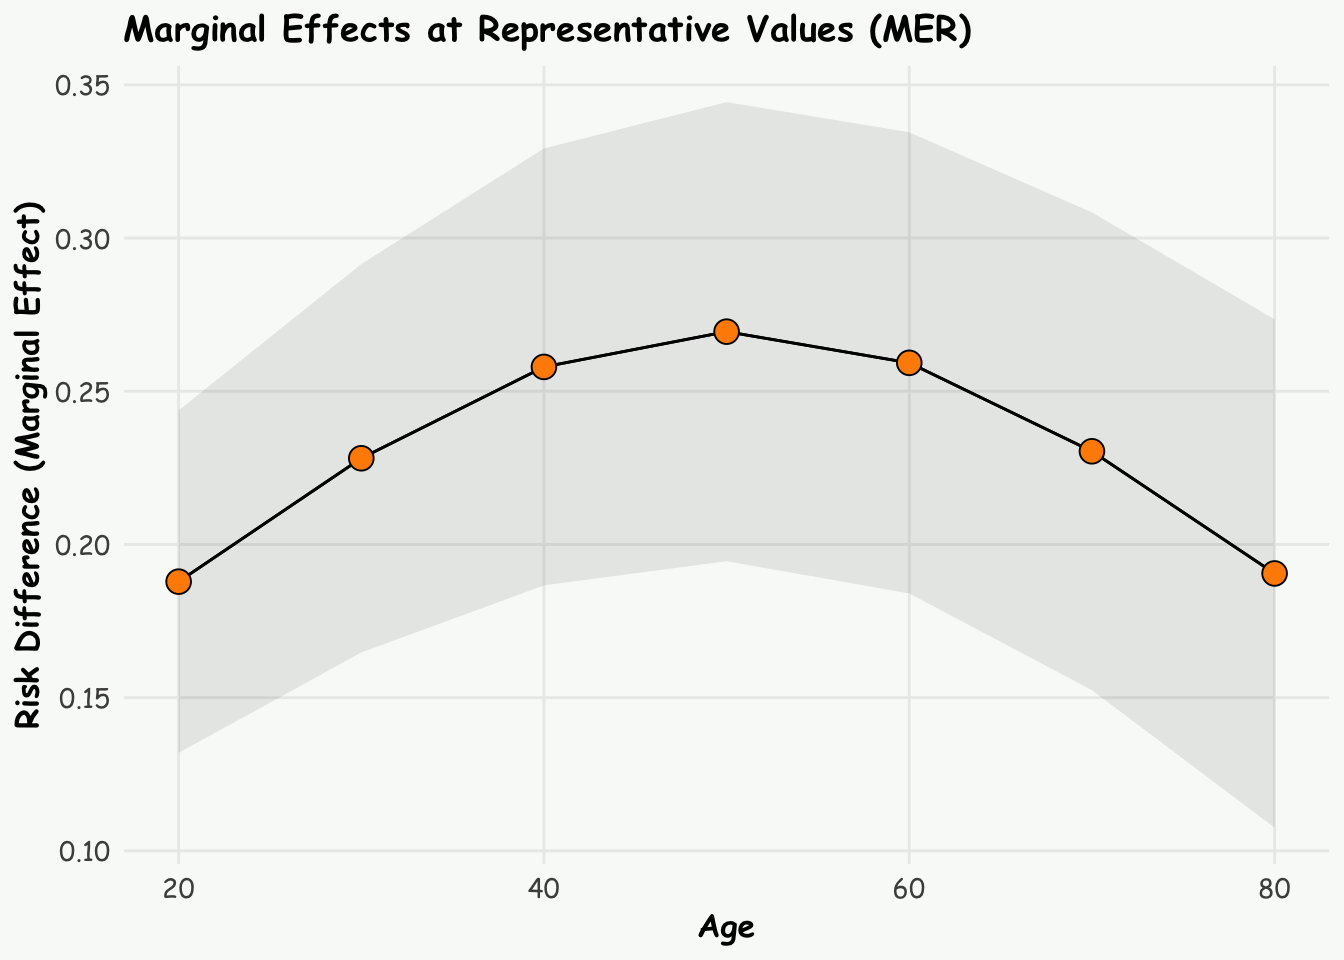 Marginal Effects at Representative Values (MER)
Risk Difference (Marginal Effect)
0.35
0.30
0.25
0.20
0.15
0.10
20 40 60 80
Age